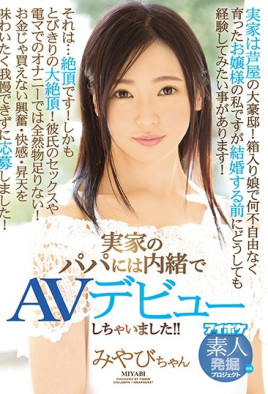 実家は芦屋の大豪邸!箱入り娘で何不自由なく
育ったお嬢様の私ですが結婚する前にどうしても
経験してみたい事があります!
それは…絶頂です!しかも
とびきりの大絶頂!彼氏のセックスや
電マでのオナニーでは全然物足りない!
お金じゃ買えない興奮・快感・昇天を
味わいたく我慢できずに応募しました!
実家の
パパには内緒で
AVデビュー
しちゃいました!!
みやびちゃん
MIYABI
アイポケ
素人
発掘
プロジェクト